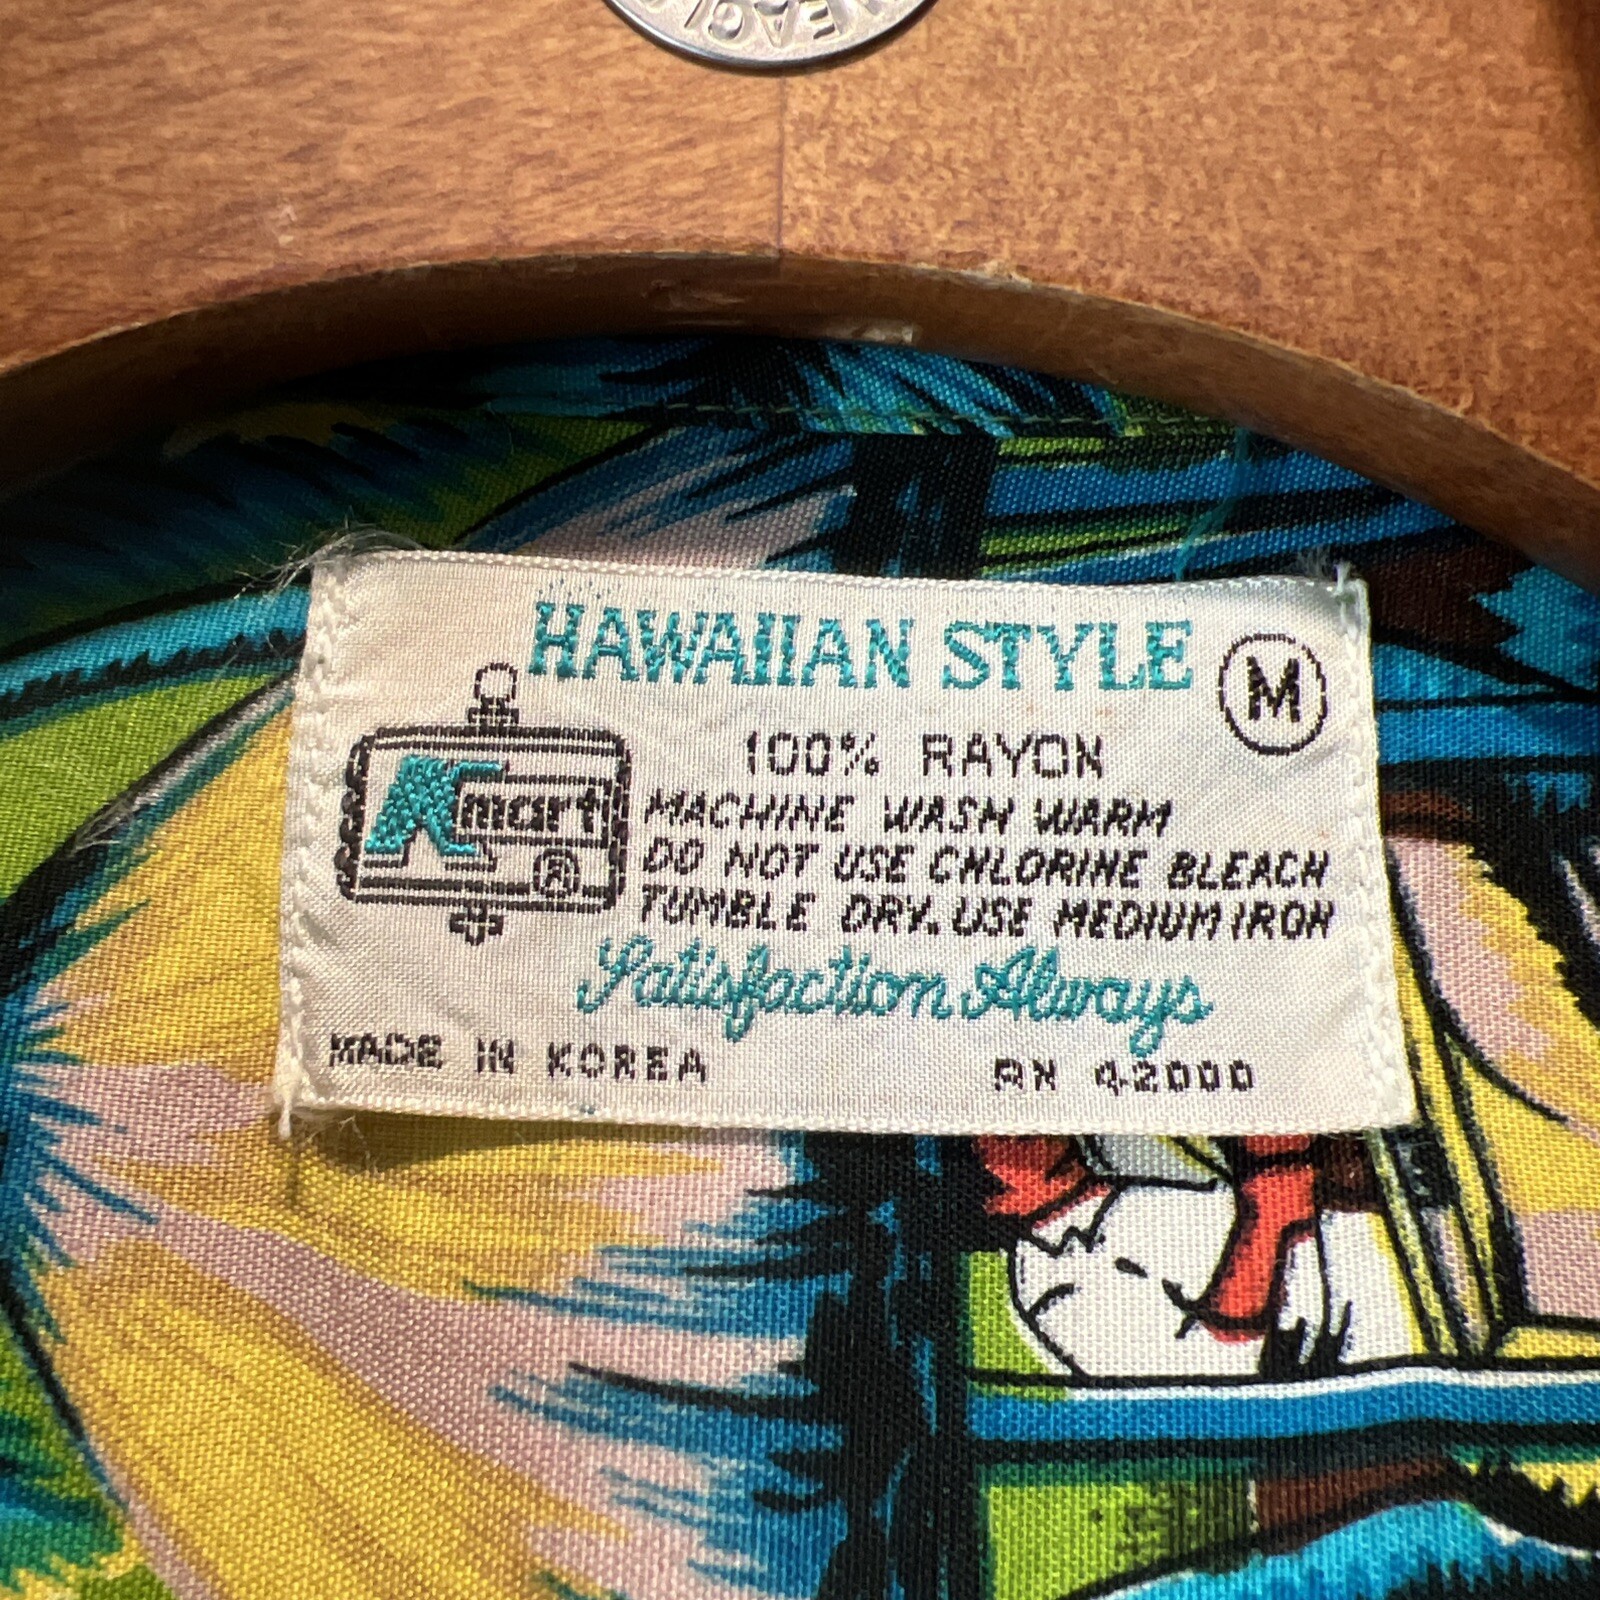 HAWAIIAN STYLE
M
100% RAYON
Kmart®
MACHINE WASH WARM
DO NOT USE CHLORINE BLEACH
TUMBLE DRY. USE MEDIUM IRON
Satisfaction Always
MADE IN KOREA
RN 42000